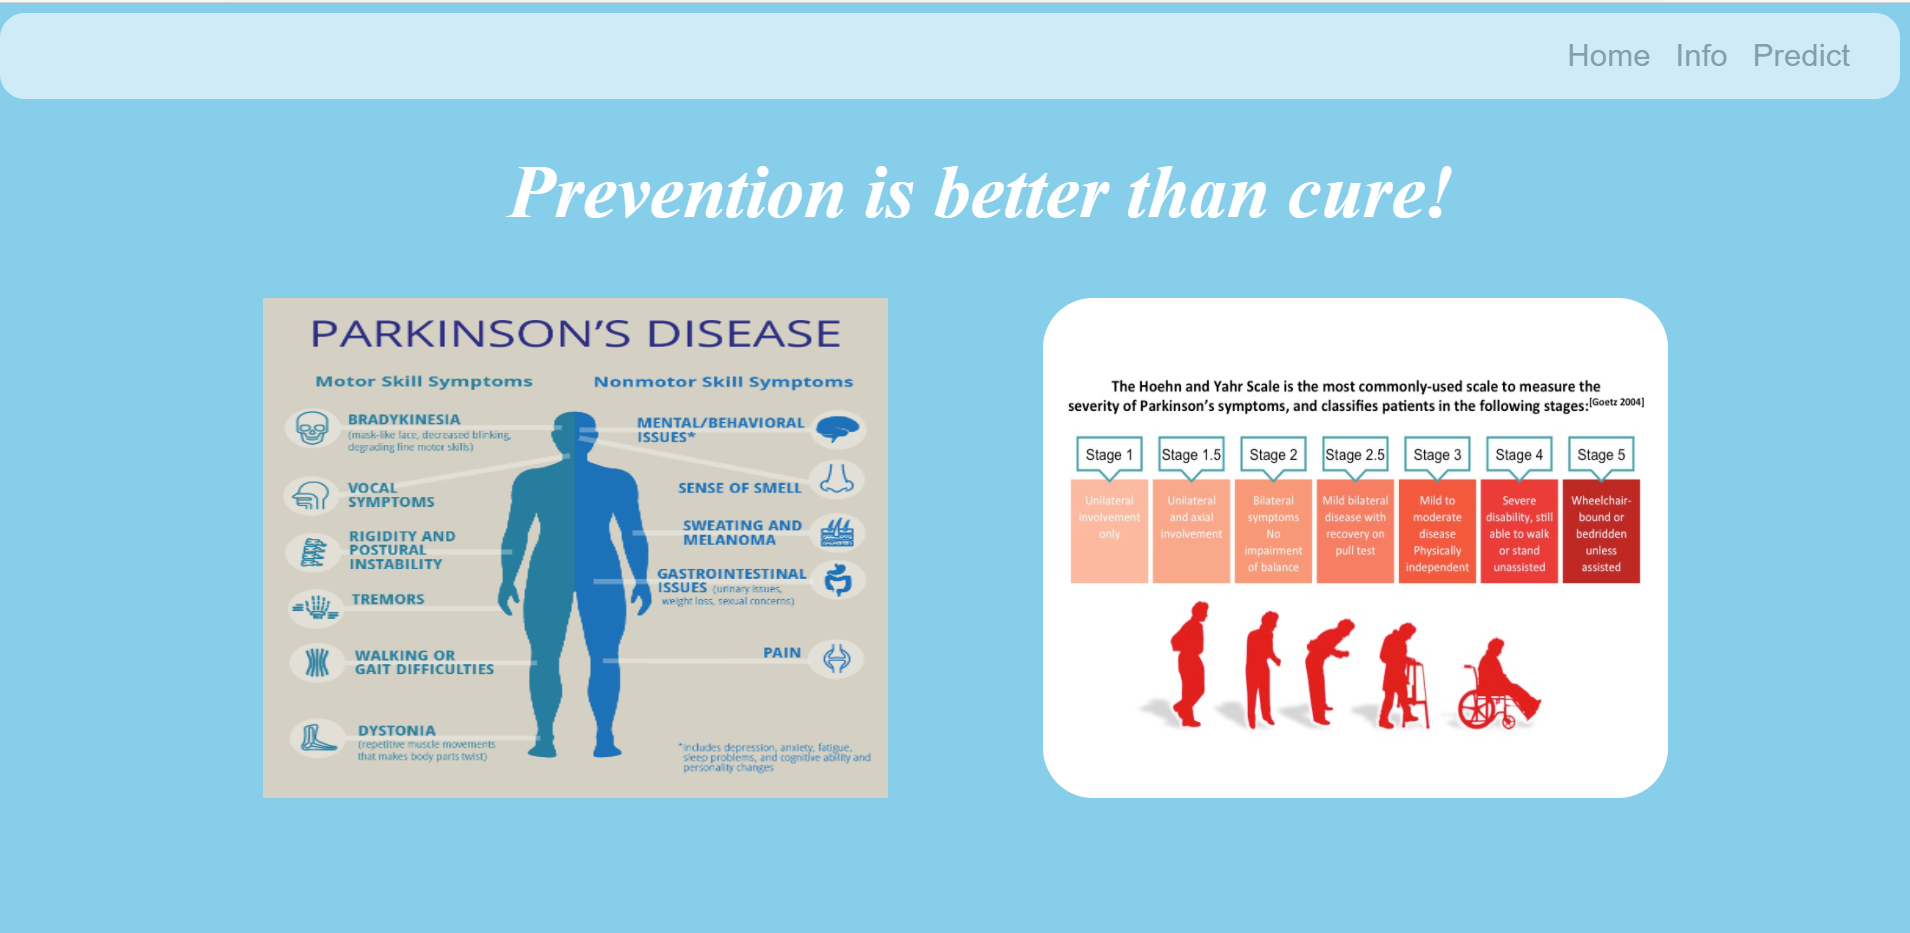 Home Info Predict
Prevention is better than cure!
PARKINSON'S DISEASE
Motor Skill Symptoms
BRADYKINESIA
(mask-like face, decreased blinking,
degrading fine motor skills)
VOCAL
SYMPTOMS
RIGIDITY AND
POSTURAL
INSTABILITY
TREMORS
WALKING OR
GAIT DIFFICULTIES
DYSTONIA
(repetitive muscle movements
that makes body parts twist)
Nonmotor Skill Symptoms
MENTAL/BEHAVIORAL
ISSUES*
SENSE OF SMELL
SWEATING AND
MELANOMA
GASTROINTESTINAL
ISSUES (urinary issues,
weight loss, sexual concerns)
PAIN
*Includes depression, anxiety, fatigue,
sleep problems, and cognitive ability and
personality changes
The Hoehn and Yahr Scale is the most commonly-used scale to measure the
severity of Parkinson's symptoms, and classifies patients in the following stages:[Goetz 2004]
Stage 1
Unilateral
involvement
only
Stage 1.5
Unilateral
and axial
involvement
Stage 2
Bilateral
symptoms
No
impairment
of balance
Stage 2.5
Mild bilateral
disease with
recovery on
pull test
Stage 3
Mild to
moderate
disease
Physically
independent
Stage 4
Severe
disability, still
able to walk
or stand
unassisted
Stage 5
Wheelchair-
bound or
bedridden
unless
assisted